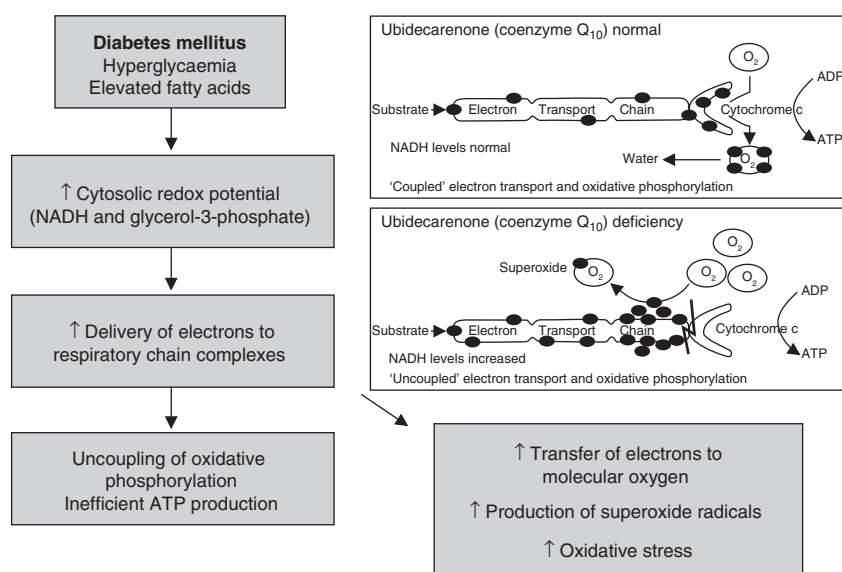 Diabetes mellitus
Hyperglycaemia
Elevated fatty acids
↑ Cytosolic redox potential
(NADH and glycerol-3-phosphate)
↑ Delivery of electrons to
respiratory chain complexes
Uncoupling of oxidative
phosphorylation
Inefficient ATP production
Ubidecarenone (coenzyme Q10) normal
O2
ADP
Substrate Electron Transport Chain Cytochrome c
NADH levels normal
ATP
Water O2
'Coupled' electron transport and oxidative phosphorylation
Ubidecarenone (coenzyme Q10) deficiency
O2
Superoxide O2 O2 O2
ADP
Substrate Electron Transport Chain Cytochrome c
NADH levels increased
ATP
'Uncoupled' electron transport and oxidative phosphorylation
↑ Transfer of electrons to
molecular oxygen
↑ Production of superoxide radicals
↑ Oxidative stress